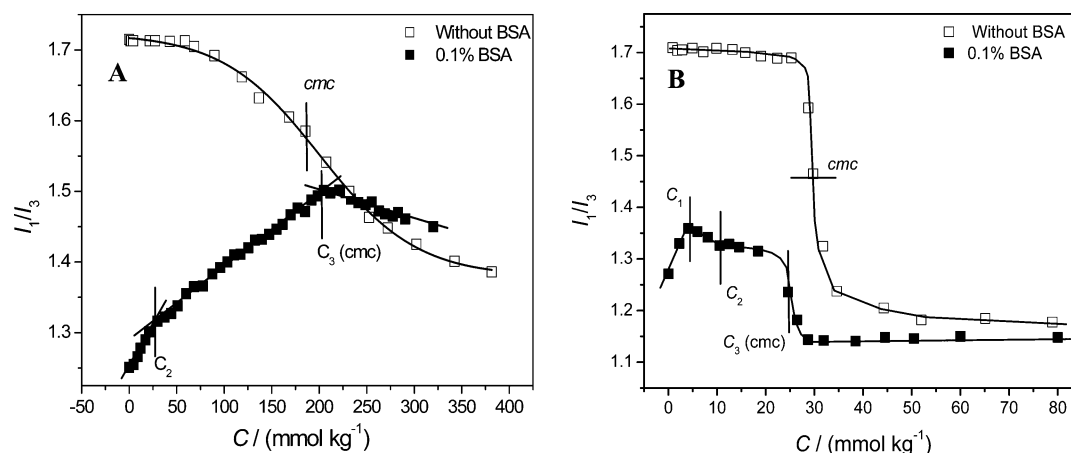 Without BSA
0.1% BSA
A
cmc
C3 (cmc)
C2
1.7
1.6
1.5
1.4
1.3
I1/I3
-50 0 50 100 150 200 250 300 350 400
C / (mmol kg-1)
Without BSA
0.1% BSA
B
cmc
C1
C2
C3 (cmc)
1.7
1.6
1.5
1.4
1.3
1.2
1.1
I1/I3
0 10 20 30 40 50 60 70 80
C / (mmol kg-1)